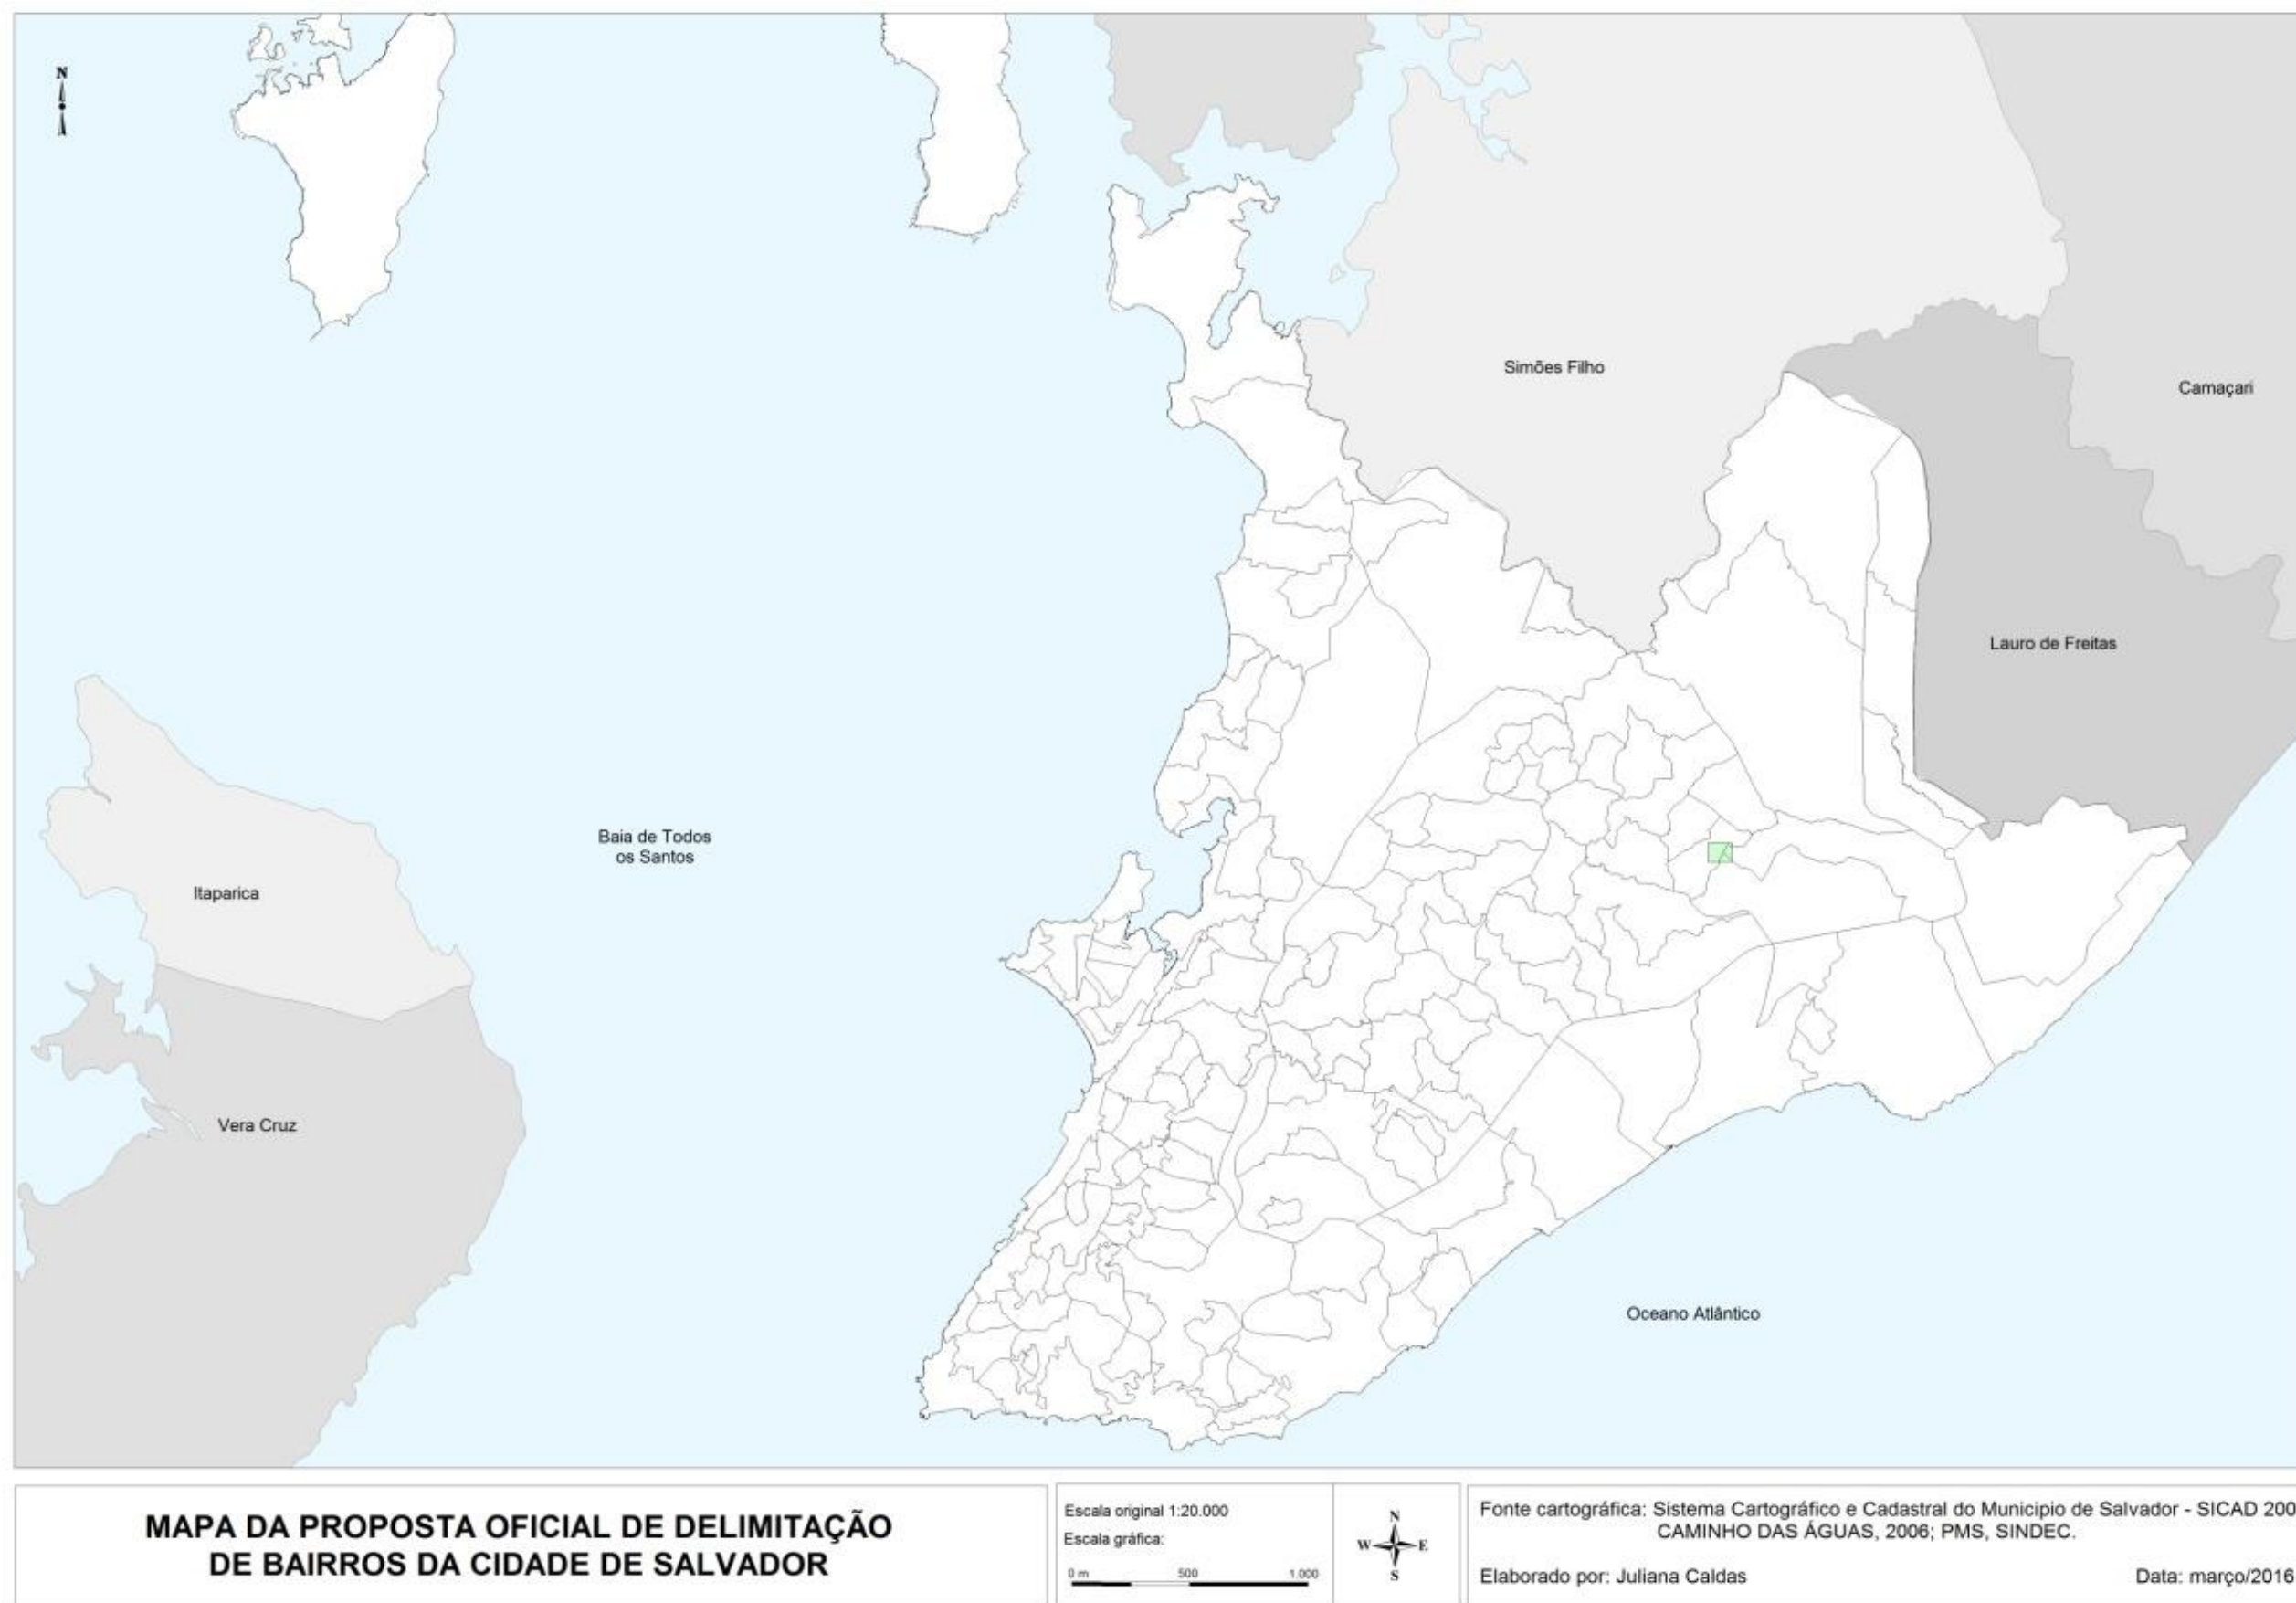 N
Simões Filho
Camaçari
Lauro de Freitas
Baia de Todos
os Santos
Itaparica
Vera Cruz
Oceano Atlântico
MAPA DA PROPOSTA OFICIAL DE DELIMITAÇÃO
DE BAIRROS DA CIDADE DE SALVADOR
Escala original 1:20.000
Escala gráfica:
0 m 500 1.000
N
W E
S
Fonte cartográfica: Sistema Cartográfico e Cadastral do Municipio de Salvador - SICAD 200
CAMINHO DAS ÁGUAS, 2006; PMS, SINDEC.
Elaborado por: Juliana Caldas
Data: março/2016